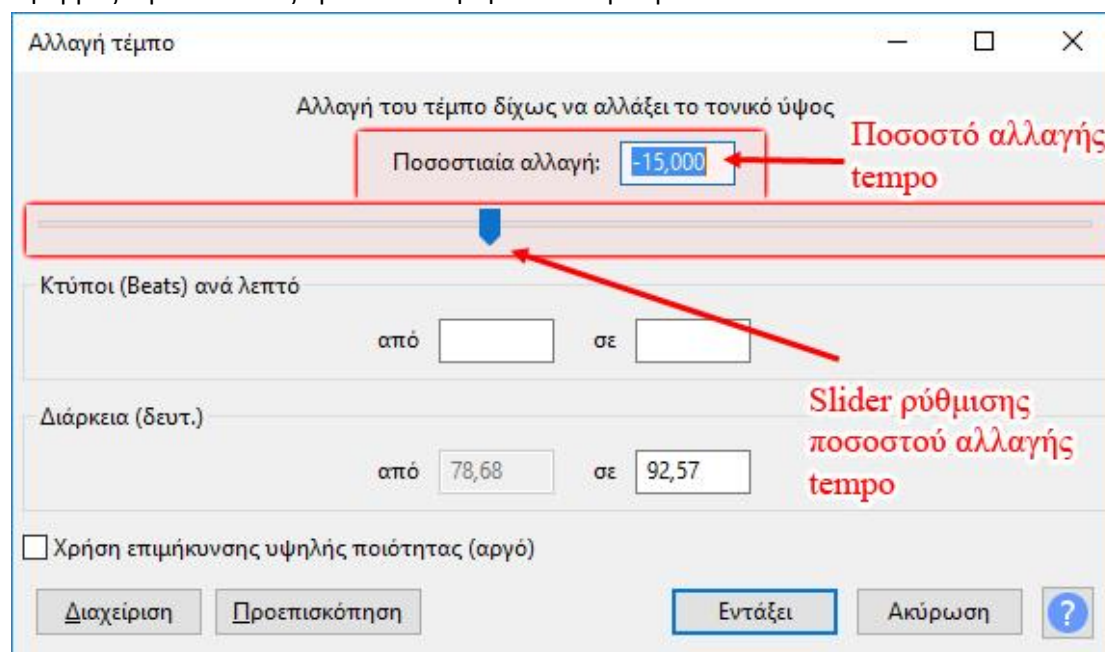 Αλλαγή τέμπο
Αλλαγή του τέμπο δίχως να αλλάξει το τονικό ύψος
Ποσοστιαία αλλαγή: -15,000
Ποσοστό αλλαγής
tempo
Κτύποι (Beats) ανά λεπτό
από σε
Slider ρύθμισης
ποσοστού αλλαγής
tempo
Διάρκεια (δευτ.)
από 78,68 σε 92,57
Χρήση επιμήκυνσης υψηλής ποιότητας (αργό)
Διαχείριση Προεπισκόπηση Εντάξει Ακύρωση ?